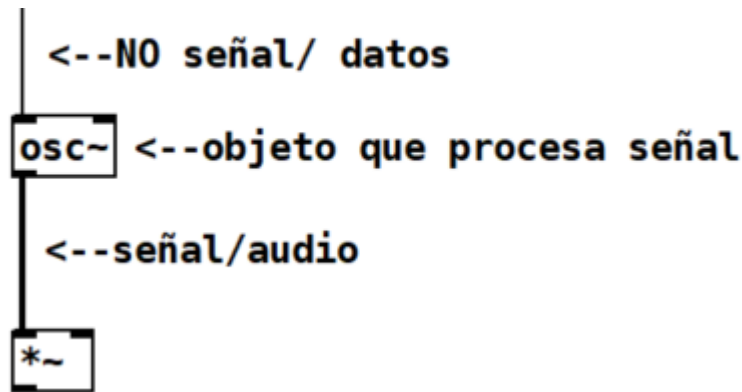 <--NO señal/ datos
osc~ <--objeto que procesa señal
<--señal/audio
*~